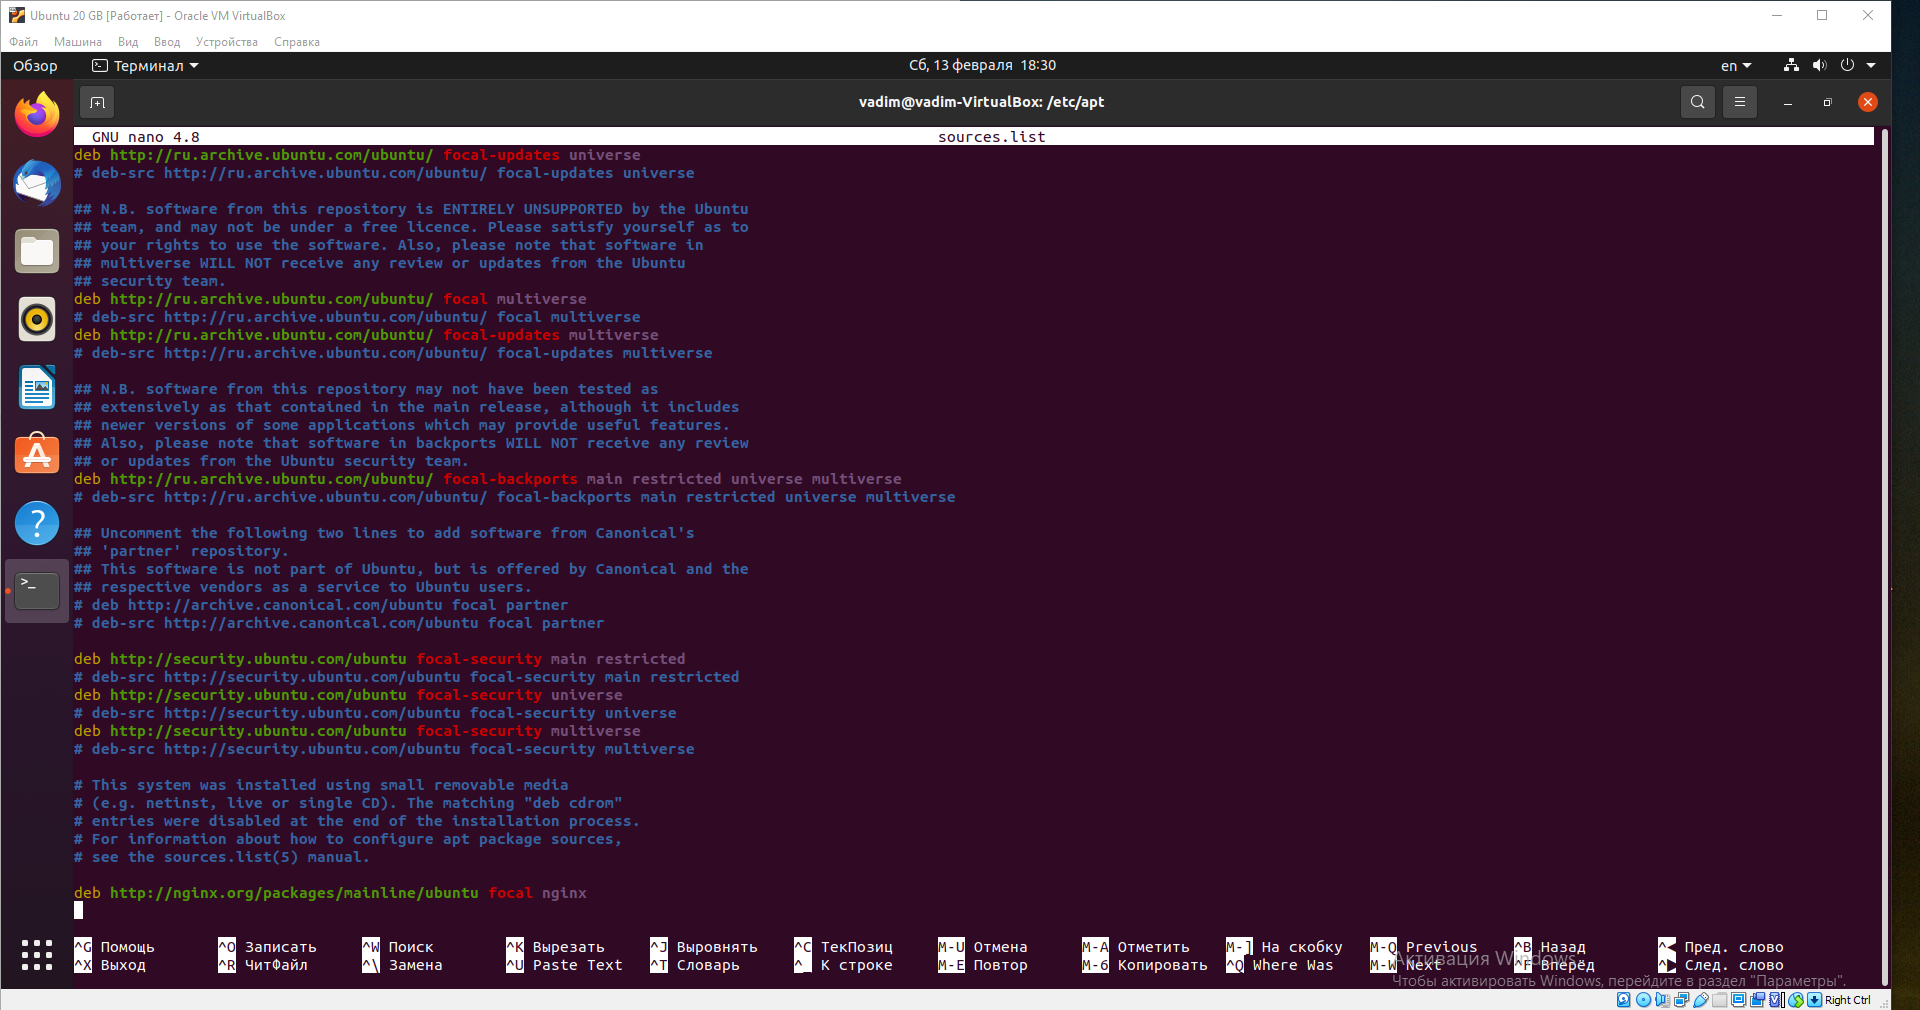 Ubuntu 20 GB [Работает] - Oracle VM VirtualBox
Файл Машина Вид Ввод Устройства Справка
Обзор Терминал Сб, 13 февраля 18:30 en
vadim@vadim-VirtualBox: /etc/apt
GNU nano 4.8 sources.list
deb http://ru.archive.ubuntu.com/ubuntu/ focal-updates universe
# deb-src http://ru.archive.ubuntu.com/ubuntu/ focal-updates universe
## N.B. software from this repository is ENTIRELY UNSUPPORTED by the Ubuntu
## team, and may not be under a free licence. Please satisfy yourself as to
## your rights to use the software. Also, please note that software in
## multiverse WILL NOT receive any review or updates from the Ubuntu
## security team.
deb http://ru.archive.ubuntu.com/ubuntu/ focal multiverse
# deb-src http://ru.archive.ubuntu.com/ubuntu/ focal multiverse
deb http://ru.archive.ubuntu.com/ubuntu/ focal-updates multiverse
# deb-src http://ru.archive.ubuntu.com/ubuntu/ focal-updates multiverse
## N.B. software from this repository may not have been tested as
## extensively as that contained in the main release, although it includes
## newer versions of some applications which may provide useful features.
## Also, please note that software in backports WILL NOT receive any review
## or updates from the Ubuntu security team.
deb http://ru.archive.ubuntu.com/ubuntu/ focal-backports main restricted universe multiverse
# deb-src http://ru.archive.ubuntu.com/ubuntu/ focal-backports main restricted universe multiverse
## Uncomment the following two lines to add software from Canonical's
## 'partner' repository.
## This software is not part of Ubuntu, but is offered by Canonical and the
## respective vendors as a service to Ubuntu users.
# deb http://archive.canonical.com/ubuntu focal partner
# deb-src http://archive.canonical.com/ubuntu focal partner
deb http://security.ubuntu.com/ubuntu focal-security main restricted
# deb-src http://security.ubuntu.com/ubuntu focal-security main restricted
deb http://security.ubuntu.com/ubuntu focal-security universe
# deb-src http://security.ubuntu.com/ubuntu focal-security universe
deb http://security.ubuntu.com/ubuntu focal-security multiverse
# deb-src http://security.ubuntu.com/ubuntu focal-security multiverse
# This system was installed using small removable media
# (e.g. netinst, live or single CD). The matching "deb cdrom"
# entries were disabled at the end of the installation process.
# For information about how to configure apt package sources,
# see the sources.list(5) manual.
deb http://nginx.org/packages/mainline/ubuntu focal nginx
^G Помощь ^O Записать ^W Поиск ^K Вырезать ^J Выровнять ^C ТекПозиц M-U Отмена M-A Отметить M-] На скобку M-Q Previous ^B Назад ^◀ Пред. слово
^X Выход ^R ЧитФайл ^\ Замена ^U Paste Text ^T Словарь ^_ К строке M-E Повтор M-6 Копировать ^Q Where Was M-W Next ^F Вперёд ^▶ След. слово
Активация Windows
Чтобы активировать Windows, перейдите в раздел "Параметры".
Right Ctrl